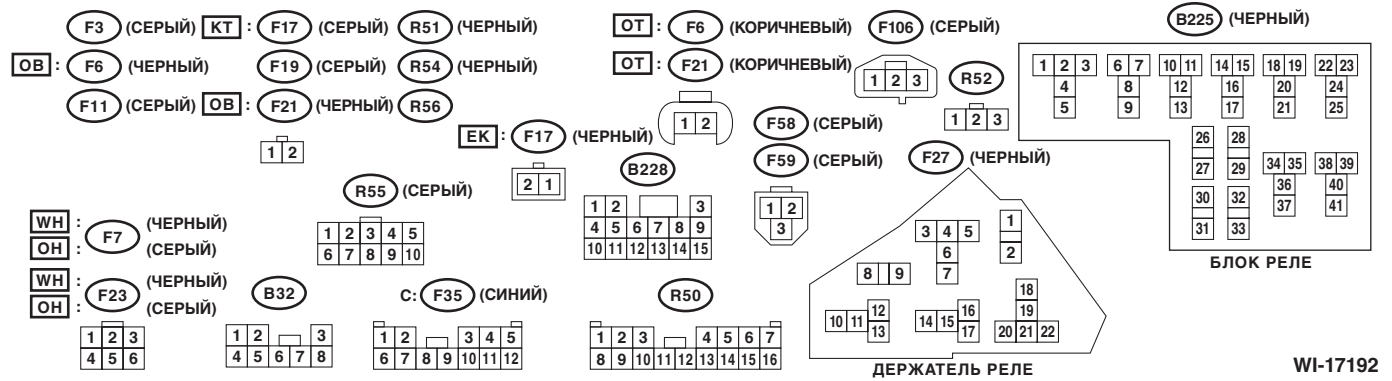 F3 (СЕРЫЙ) KT : F17 (СЕРЫЙ) R51 (ЧЕРНЫЙ)
OB : F6 (ЧЕРНЫЙ) F19 (СЕРЫЙ) R54 (ЧЕРНЫЙ)
F11 (СЕРЫЙ) OB : F21 (ЧЕРНЫЙ) R56
1 2
OT : F6 (КОРИЧНЕВЫЙ) F106 (СЕРЫЙ)
OT : F21 (КОРИЧНЕВЫЙ)
1 2
1 2 3
R52
1 2 3
EK : F17 (ЧЕРНЫЙ)
2 1
F58 (СЕРЫЙ)
F59 (СЕРЫЙ)
1 2
3
B228
1 2 3
4 5 6 7 8 9
10 11 12 13 14 15
R55 (СЕРЫЙ)
1 2 3 4 5
6 7 8 9 10
WH : F7 (ЧЕРНЫЙ)
OH : (СЕРЫЙ)
WH : F23 (ЧЕРНЫЙ)
OH : (СЕРЫЙ)
1 2 3
4 5 6
B32
1 2 3
4 5 6 7 8
C: F35 (СИНИЙ)
1 2 3 4 5
6 7 8 9 10 11 12
R50
1 2 3 4 5 6 7
8 9 10 11 12 13 14 15 16
F27 (ЧЕРНЫЙ)
3 4 5 1
6 2
7
8 9
18
10 11 12 14 15 16 19
13 17 20 21 22
ДЕРЖАТЕЛЬ РЕЛЕ
B225 (ЧЕРНЫЙ)
1 2 3 6 7 10 11 14 15 18 19 22 23
4 8 12 16 20 24
5 9 13 17 21 25
26 28
27 29 34 35 38 39
30 32 36 40
31 33 37 41
БЛОК РЕЛЕ
WI-17192